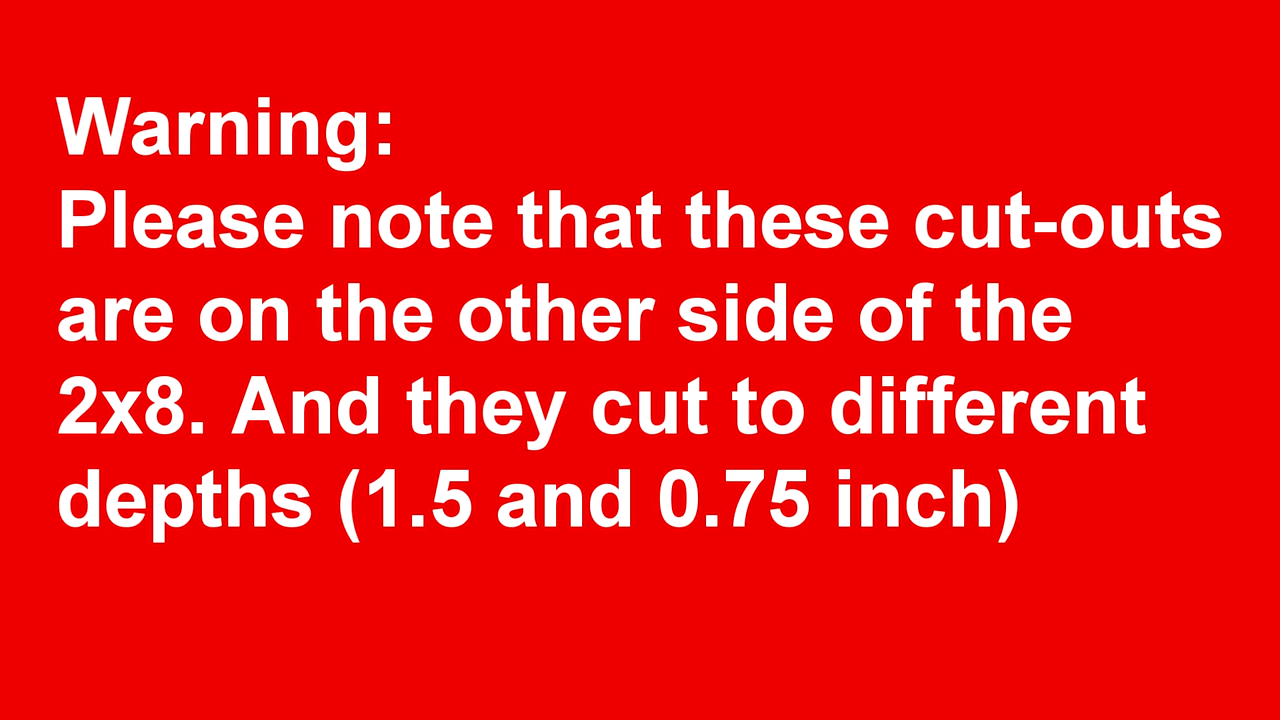 Warning:
Please note that these cut-outs
are on the other side of the
2x8. And they cut to different
depths (1.5 and 0.75 inch)